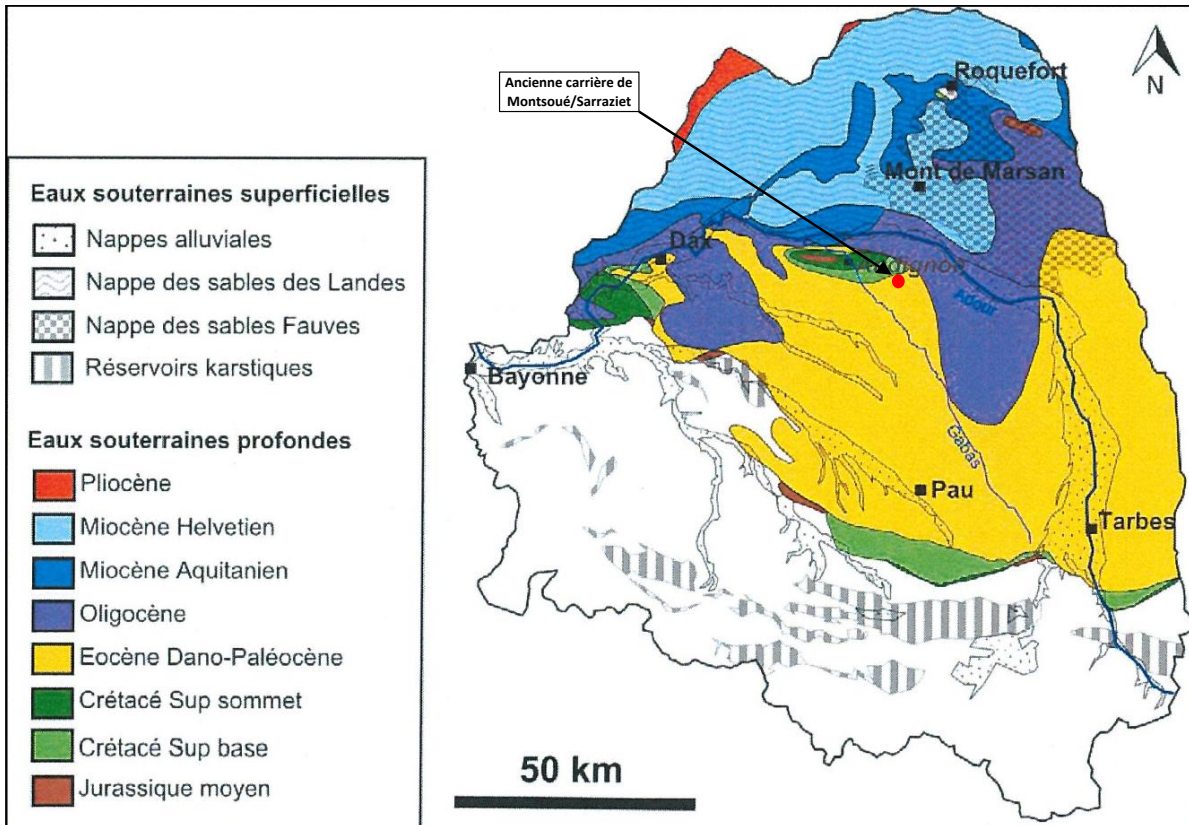 Ancienne carrière de
Montsoué/Sarraziet
Roquefort
N
Mont de Marsan
Dax
Adour
Bayonne
Gabas
Pau
Tarbes
50 km
Eaux souterraines superficielles
Nappes alluviales
Nappe des sables des Landes
Nappe des sables Fauves
Réservoirs karstiques
Eaux souterraines profondes
Pliocène
Miocène Helvetien
Miocène Aquitanien
Oligocène
Eocène Dano-Paléocène
Crétacé Sup sommet
Crétacé Sup base
Jurassique moyen